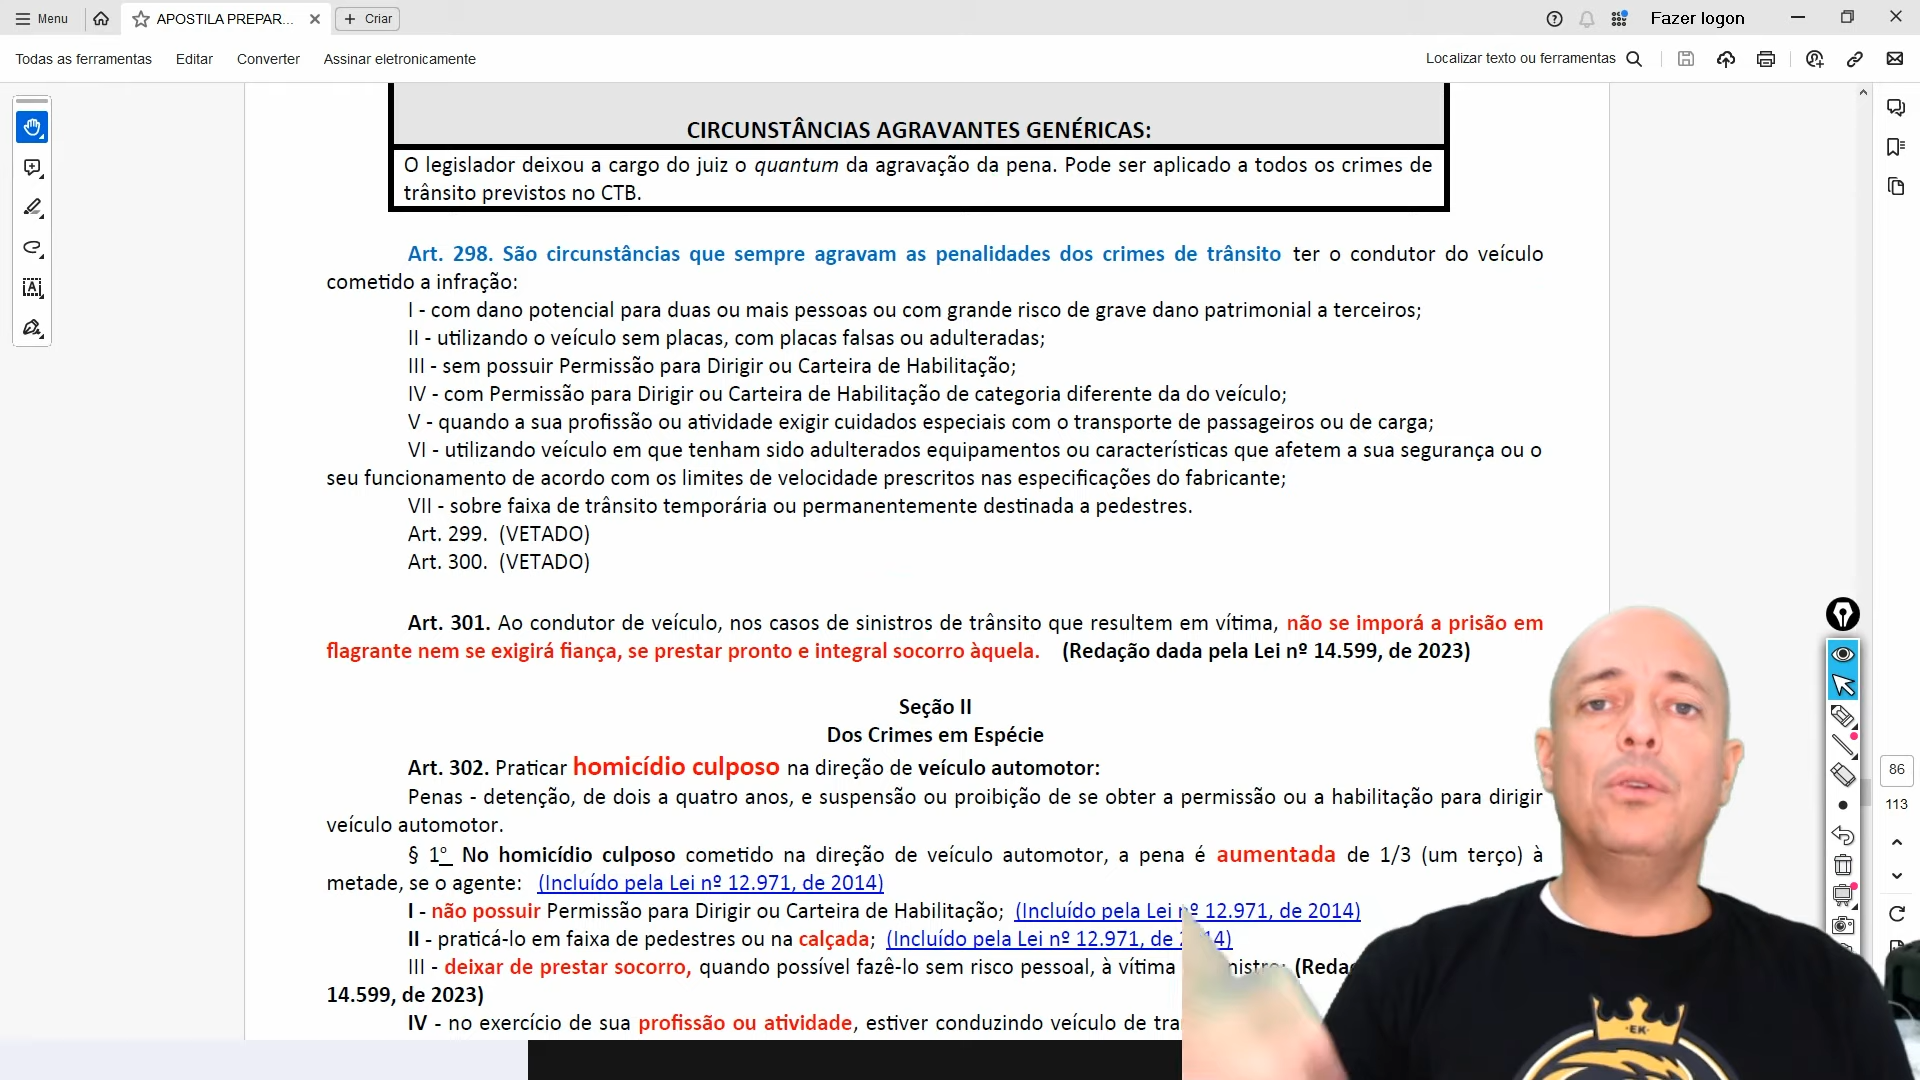 Menu
APOSTILA PREPAR...
Criar
Fazer logon
Todas as ferramentas
Editar
Converter
Assinar eletronicamente
Localizar texto ou ferramentas
CIRCUNSTÂNCIAS AGRAVANTES GENÉRICAS:
O legislador deixou a cargo do juiz o quantum da agravação da pena. Pode ser aplicado a todos os crimes de
trânsito previstos no CTB.
Art. 298. São circunstâncias que sempre agravam as penalidades dos crimes de trânsito ter o condutor do veículo
cometido a infração:
I - com dano potencial para duas ou mais pessoas ou com grande risco de grave dano patrimonial a terceiros;
II - utilizando o veículo sem placas, com placas falsas ou adulteradas;
III - sem possuir Permissão para Dirigir ou Carteira de Habilitação;
IV - com Permissão para Dirigir ou Carteira de Habilitação de categoria diferente da do veículo;
V - quando a sua profissão ou atividade exigir cuidados especiais com o transporte de passageiros ou de carga;
VI - utilizando veículo em que tenham sido adulterados equipamentos ou características que afetem a sua segurança ou o
seu funcionamento de acordo com os limites de velocidade prescritos nas especificações do fabricante;
VII - sobre faixa de trânsito temporária ou permanentemente destinada a pedestres.
Art. 299. (VETADO)
Art. 300. (VETADO)
Art. 301. Ao condutor de veículo, nos casos de sinistros de trânsito que resultem em vítima, não se imporá a prisão em
flagrante nem se exigirá fiança, se prestar pronto e integral socorro àquela. (Redação dada pela Lei nº 14.599, de 2023)
Seção II
Dos Crimes em Espécie
Art. 302. Praticar homicídio culposo na direção de veículo automotor:
Penas - detenção, de dois a quatro anos, e suspensão ou proibição de se obter a permissão ou a habilitação para dirigir
veículo automotor.
§ 1º No homicídio culposo cometido na direção de veículo automotor, a pena é aumentada de 1/3 (um terço) à
metade, se o agente: (Incluído pela Lei nº 12.971, de 2014)
I - não possuir Permissão para Dirigir ou Carteira de Habilitação; (Incluído pela Lei nº 12.971, de 2014)
II - praticá-lo em faixa de pedestres ou na calçada; (Incluído pela Lei nº 12.971, de 2014)
III - deixar de prestar socorro, quando possível fazê-lo sem risco pessoal, à vítima
14.599, de 2023)
IV - no exercício de sua profissão ou atividade, estiver conduzindo veículo de
86
113
EK